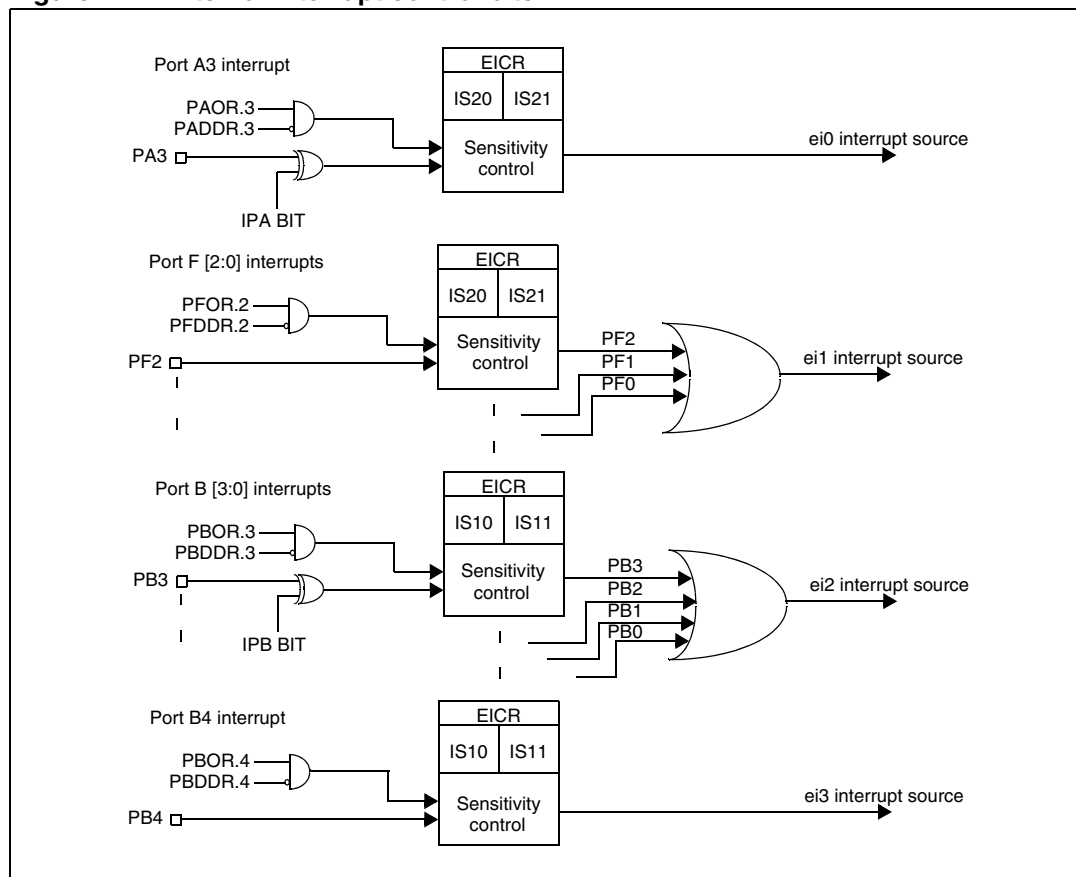 Port A3 interrupt
EICR
IS20 IS21
PAOR.3
PADDR.3
Sensitivity
control
ei0 interrupt source
PA3
IPA BIT
Port F [2:0] interrupts
EICR
IS20 IS21
PFOR.2
PFDDR.2
Sensitivity
control
PF2
PF2
PF1
PF0
ei1 interrupt source
Port B [3:0] interrupts
EICR
IS10 IS11
PBOR.3
PBDDR.3
Sensitivity
control
PB3
PB3
PB2
PB1
PB0
ei2 interrupt source
IPB BIT
Port B4 interrupt
EICR
IS10 IS11
PBOR.4
PBDDR.4
Sensitivity
control
PB4
ei3 interrupt source